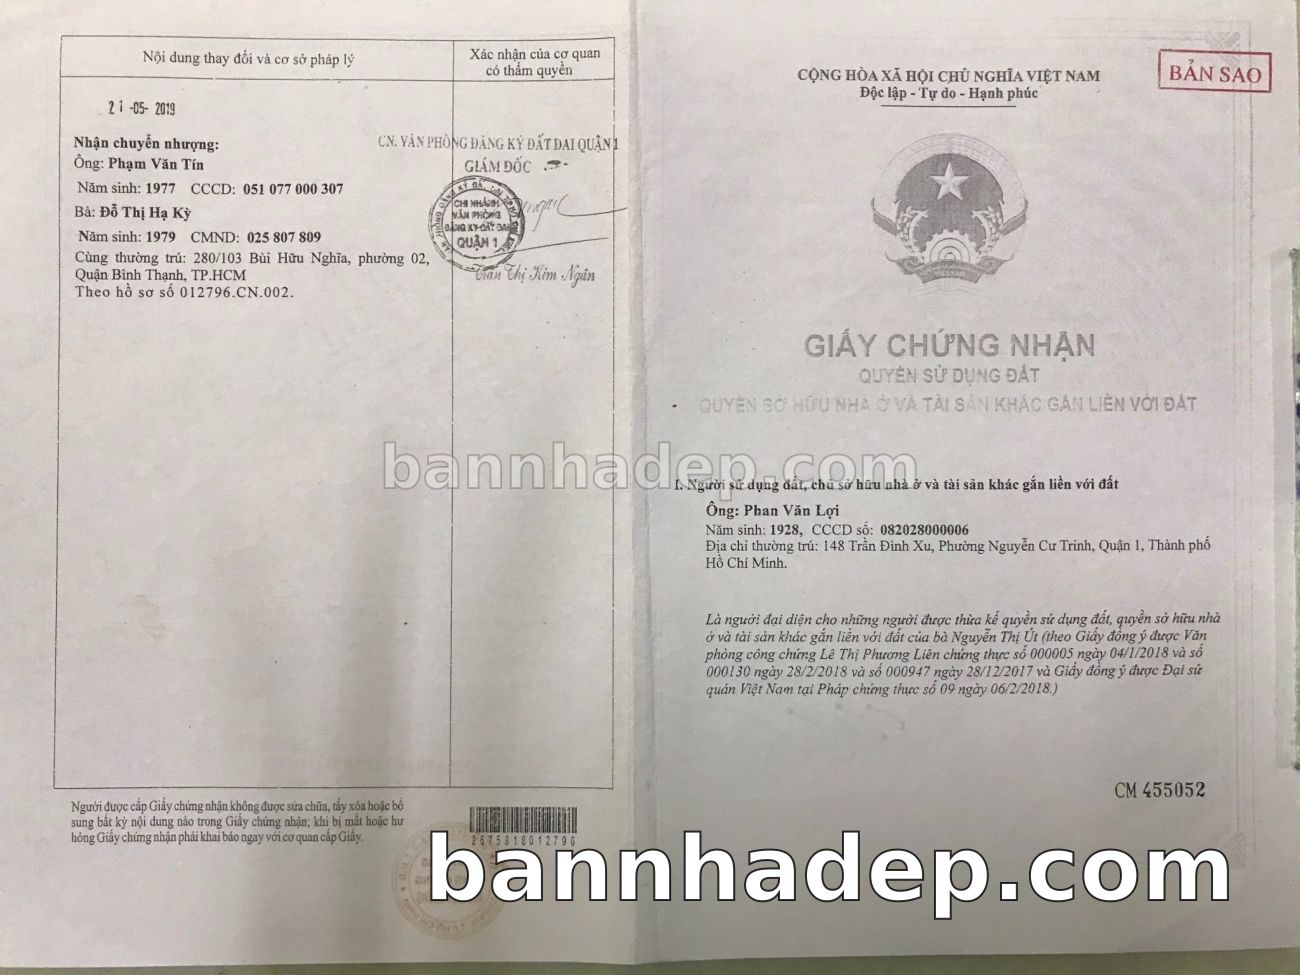 Nội dung thay đổi và cơ sở pháp lý
Xác nhận của cơ quan
có thẩm quyền
21-05-2019
Nhận chuyển nhượng:
Ông: Phạm Văn Tín
Năm sinh: 1977 CCCD: 051 077 000 307
Bà: Đỗ Thị Hạ Kỳ
Năm sinh: 1979 CMND: 025 807 809
Cùng thường trú: 280/103 Bùi Hữu Nghĩa, phường 02,
Quận Bình Thạnh, TP.HCM
Theo hồ sơ số 012796.CN.002.
CN. VĂN PHÒNG ĐĂNG KÝ ĐẤT ĐAI QUẬN 1
GIÁM ĐỐC
CHI NHÁNH
VĂN PHÒNG
ĐĂNG KÝ ĐẤT ĐAI
QUẬN 1
Trần Thị Kim Ngân
Người được cấp Giấy chứng nhận không được sửa chữa, tẩy xóa hoặc bổ
sung bất kỳ nội dung nào trong Giấy chứng nhận; khi bị mất hoặc hư
hỏng Giấy chứng nhận phải khai báo ngay với cơ quan cấp Giấy.
2675818012790
CỘNG HÒA XÃ HỘI CHỦ NGHĨA VIỆT NAM
Độc lập - Tự do - Hạnh phúc
BẢN SAO
GIẤY CHỨNG NHẬN
QUYỀN SỬ DỤNG ĐẤT
QUYỀN SỞ HỮU NHÀ Ở VÀ TÀI SẢN KHÁC GẮN LIỀN VỚI ĐẤT
bannhadep.com
I. Người sử dụng đất, chủ sở hữu nhà ở và tài sản khác gắn liền với đất
Ông: Phan Văn Lợi
Năm sinh: 1928, CCCD số: 082028000006
Địa chỉ thường trú: 148 Trần Đình Xu, Phường Nguyễn Cư Trinh, Quận 1, Thành phố
Hồ Chí Minh.
Là người đại diện cho những người được thừa kế quyền sử dụng đất, quyền sở hữu nhà
ở và tài sản khác gắn liền với đất của bà Nguyễn Thị Út (theo Giấy đồng ý được Văn
phòng công chứng Lê Thị Phương Liên chứng thực số 000005 ngày 04/1/2018 và số
000130 ngày 28/2/2018 và số 000947 ngày 28/12/2017 và Giấy đồng ý được Đại sứ
quán Việt Nam tại Pháp chứng thực số 09 ngày 06/2/2018.)
CM 455052
bannhadep.com